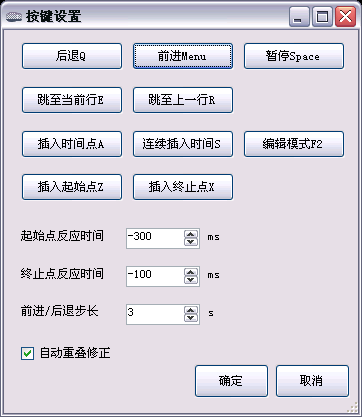 按键设置
后退Q 前进Menu 暂停Space
跳至当前行E 跳至上一行R
插入时间点A 连续插入时间S 编辑模式F2
插入起始点Z 插入终止点X
起始点反应时间 -300 ms
终止点反应时间 -100 ms
前进/后退步长 3 s
自动重叠修正
确定 取消